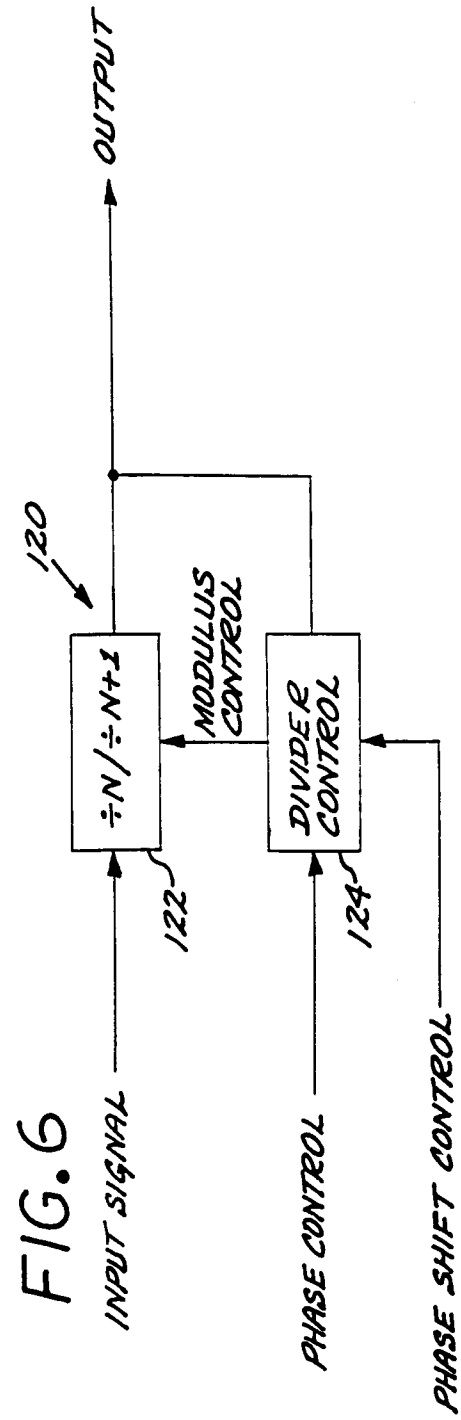 FIG. 6
INPUT SIGNAL
÷N/÷N+1
120
OUTPUT
122
MODULUS
CONTROL
PHASE CONTROL
DIVIDER
CONTROL
124
PHASE SHIFT CONTROL